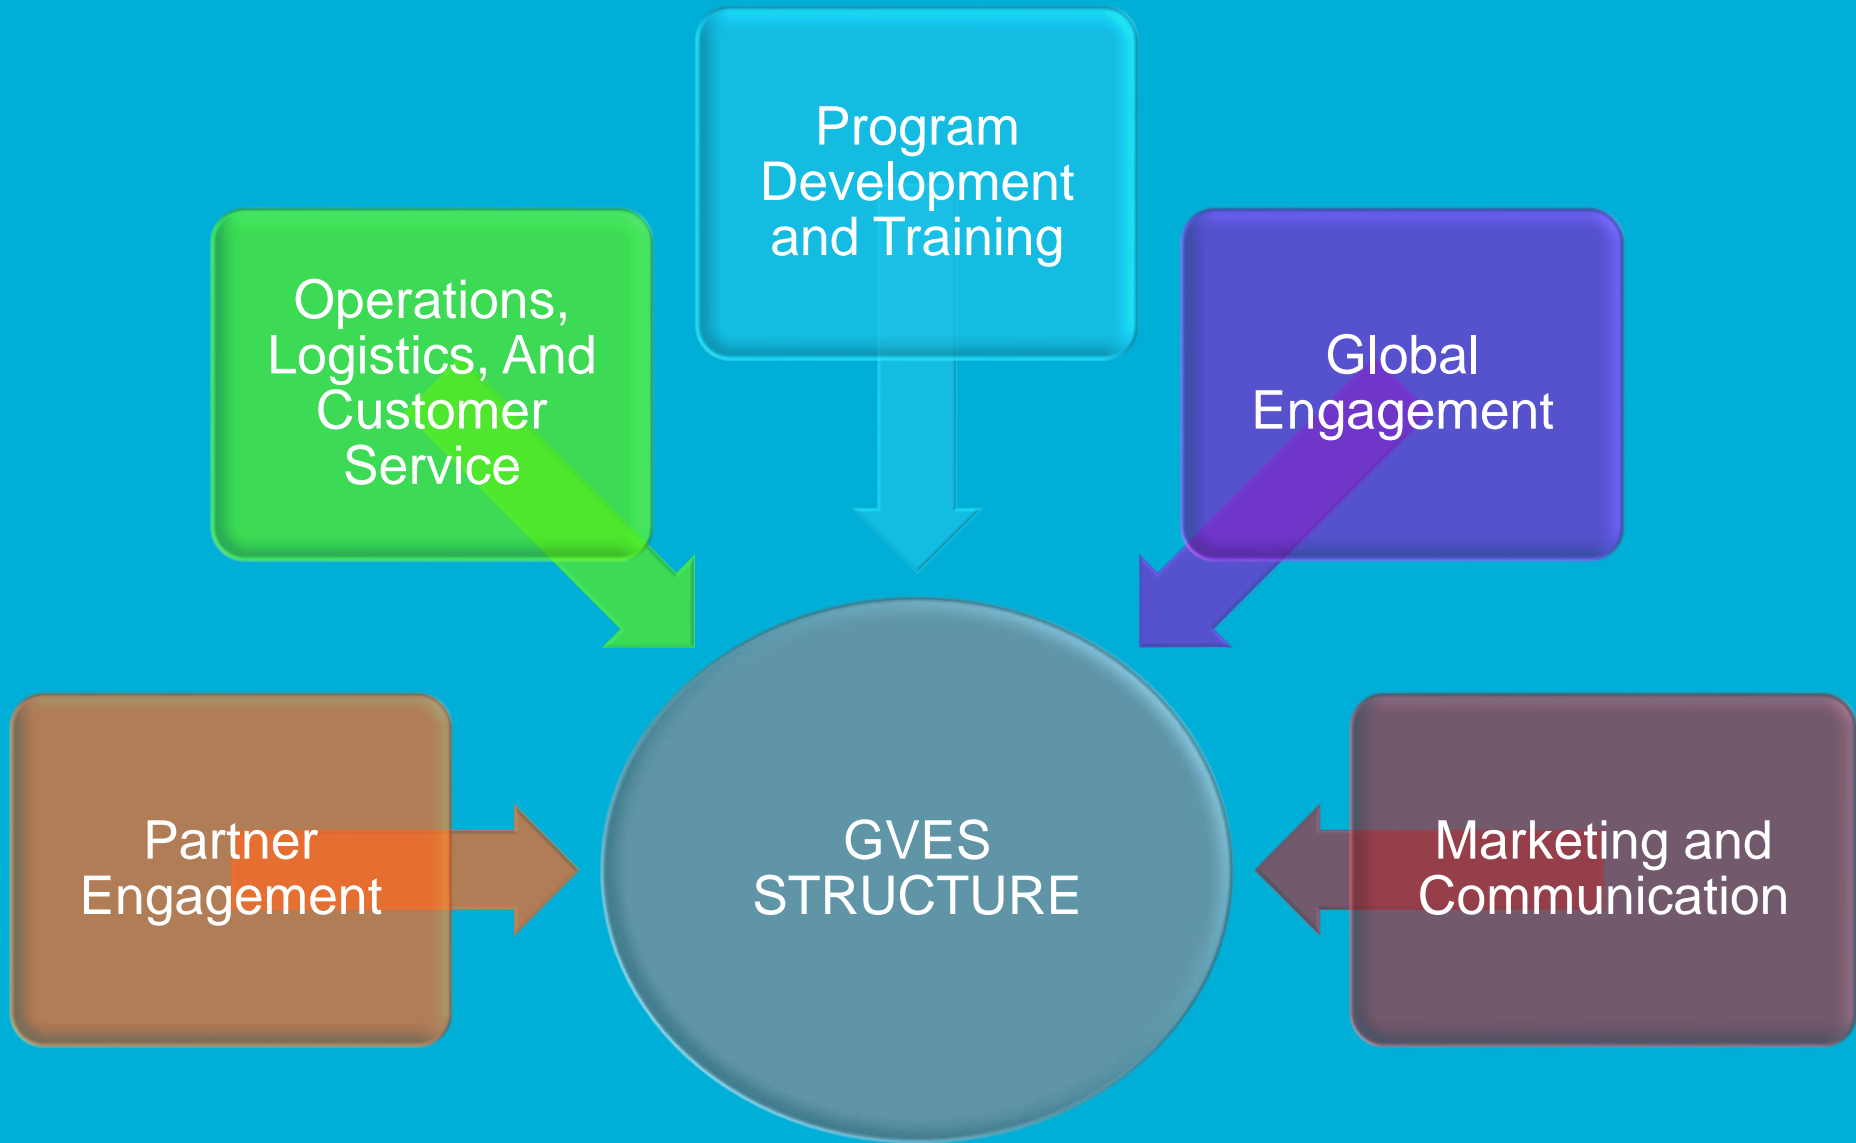 Program
Development
and Training
Operations,
Logistics, And
Customer
Service
Global
Engagement
Partner
Engagement
GVES
STRUCTURE
Marketing and
Communication